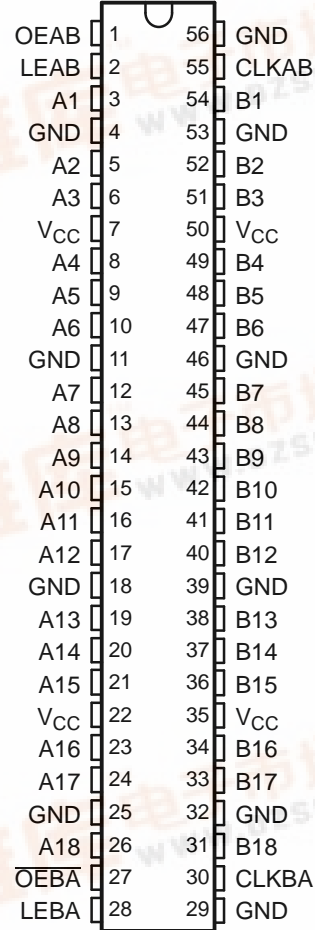 OEAB 1 56 GND
LEAB 2 55 CLKAB
A1 3 54 B1
GND 4 53 GND
A2 5 52 B2
A3 6 51 B3
VCC 7 50 VCC
A4 8 49 B4
A5 9 48 B5
A6 10 47 B6
GND 11 46 GND
A7 12 45 B7
A8 13 44 B8
A9 14 43 B9
A10 15 42 B10
A11 16 41 B11
A12 17 40 B12
GND 18 39 GND
A13 19 38 B13
A14 20 37 B14
A15 21 36 B15
VCC 22 35 VCC
A16 23 34 B16
A17 24 33 B17
GND 25 32 GND
A18 26 31 B18
OEBA 27 30 CLKBA
LEBA 28 29 GND